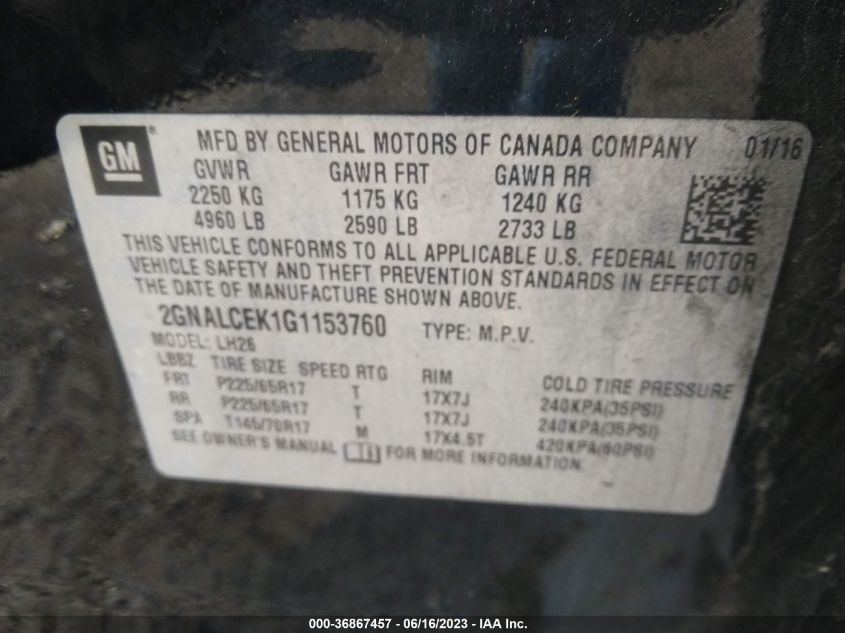 GM ® MFD BY GENERAL MOTORS OF CANADA COMPANY 01/16
GVWR GAWR FRT GAWR RR
2250 KG 1175 KG 1240 KG
4960 LB 2590 LB 2733 LB
THIS VEHICLE CONFORMS TO ALL APPLICABLE U.S. FEDERAL MOTOR
VEHICLE SAFETY AND THEFT PREVENTION STANDARDS IN EFFECT ON
THE DATE OF MANUFACTURE SHOWN ABOVE.
2GNALCEK1G1153760 TYPE: M.P.V.
MODEL: LH26
LBBZ TIRE SIZE SPEED RTG RIM COLD TIRE PRESSURE
FRT P225/65R17 T 17X7J 240KPA(35PSI)
RR P225/65R17 T 17X7J 240KPA(35PSI)
SPA T145/70R17 M 17X4.5T 420KPA(60PSI)
SEE OWNER'S MANUAL i FOR MORE INFORMATION.
000-36867457 - 06/16/2023 - IAA Inc.